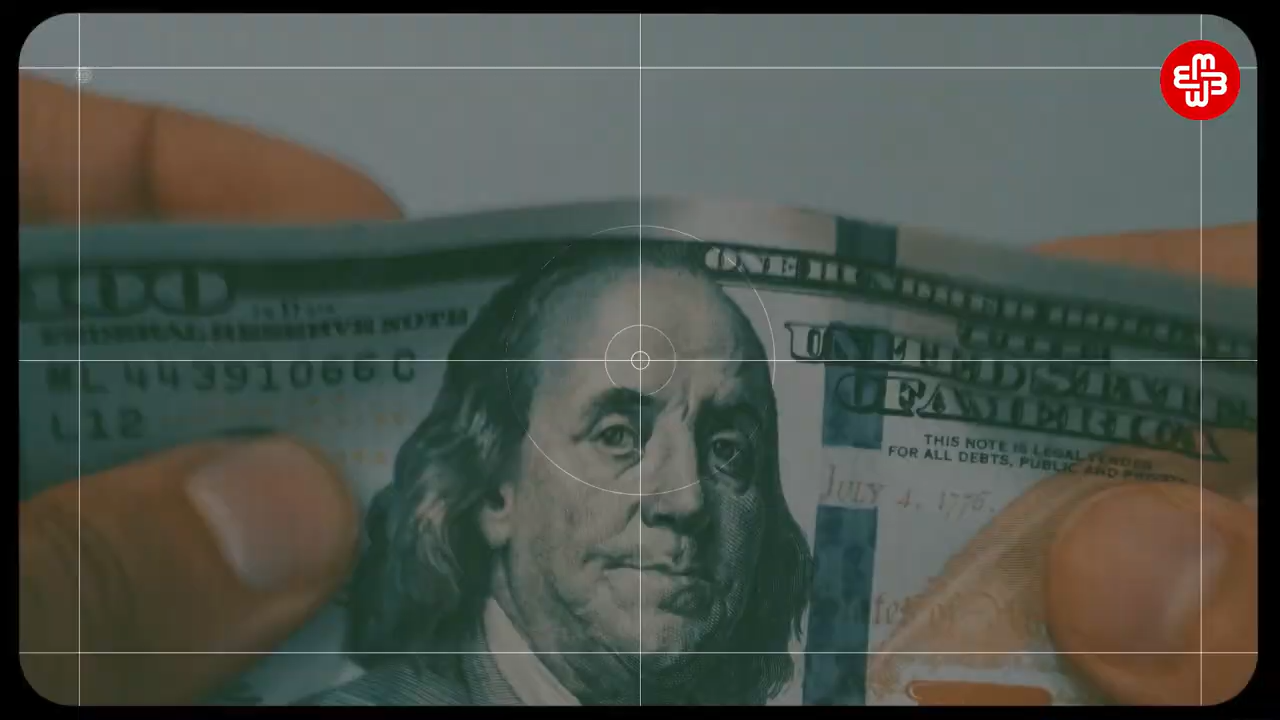 100
FEDERAL RESERVE NOTE
ML 44391066 C
L12
ONE HUNDRED
UNITED STATES
OF AMERICA
THIS NOTE IS LEGAL TENDER
FOR ALL DEBTS, PUBLIC AND PRIVATE
JULY 4, 1776.